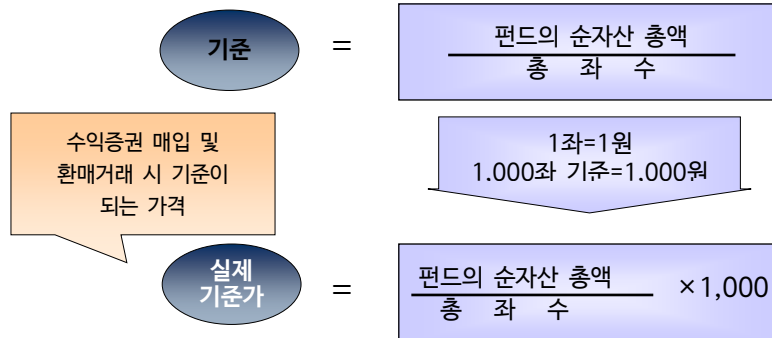 기준 = 펀드의 순자산 총액
총 좌 수
수익증권 매입 및
환매거래 시 기준이
되는 가격
1좌=1원
1.000좌 기준=1.000원
실제
기준가 = 펀드의 순자산 총액 ×1,000
총 좌 수